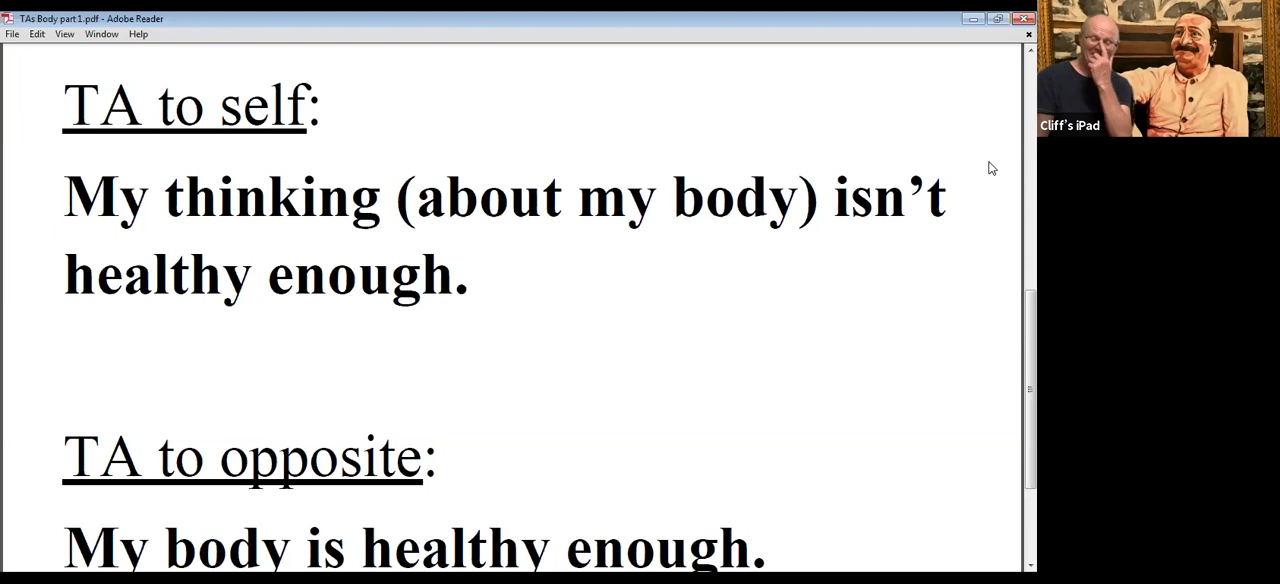 TAs Body part 1.pdf - Adobe Reader
File Edit View Window Help
TA to self:
My thinking (about my body) isn’t
healthy enough.
TA to opposite:
My body is healthy enough.
Cliff’s iPad